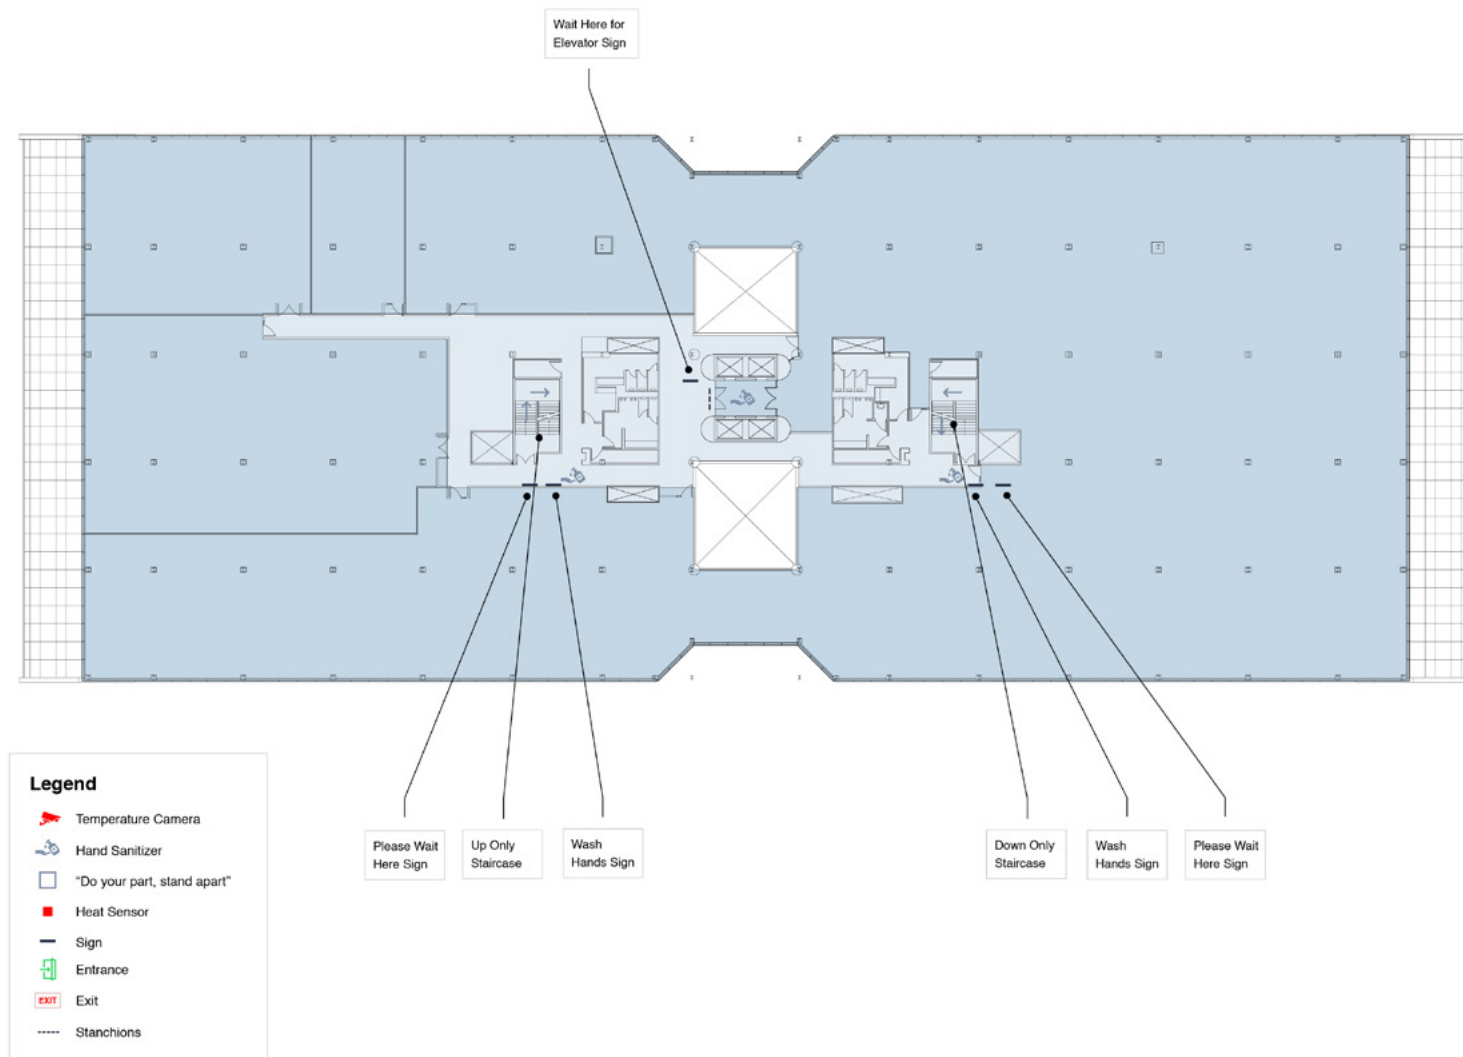 Wait Here for
Elevator Sign
Legend
Temperature Camera
Hand Sanitizer
"Do your part, stand apart"
Heat Sensor
Sign
Entrance
EXIT Exit
Stanchions
Please Wait
Here Sign
Up Only
Staircase
Wash
Hands Sign
Down Only
Staircase
Wash
Hands Sign
Please Wait
Here Sign